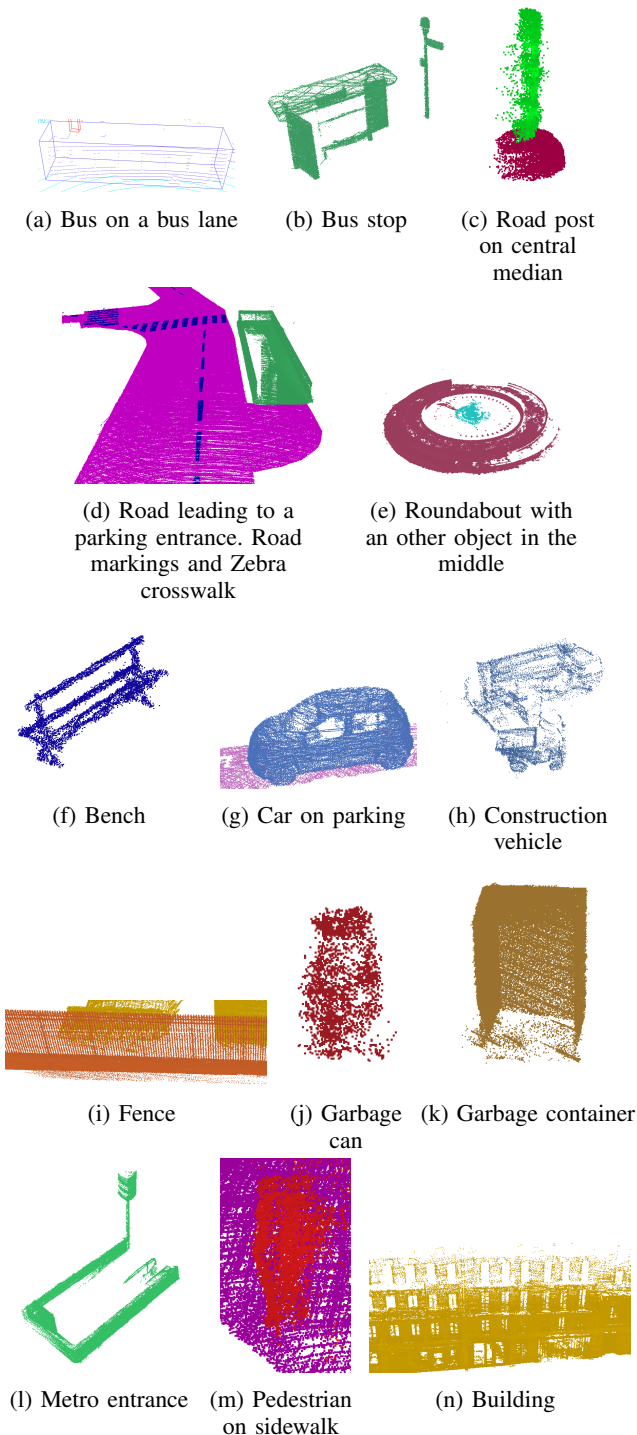 (a) Bus on a bus lane
(b) Bus stop
(c) Road post
on central
median
(d) Road leading to a
parking entrance. Road
markings and Zebra
crosswalk
(e) Roundabout with
an other object in the
middle
(f) Bench
(g) Car on parking
(h) Construction
vehicle
(i) Fence
(j) Garbage
can
(k) Garbage container
(l) Metro entrance
(m) Pedestrian
on sidewalk
(n) Building